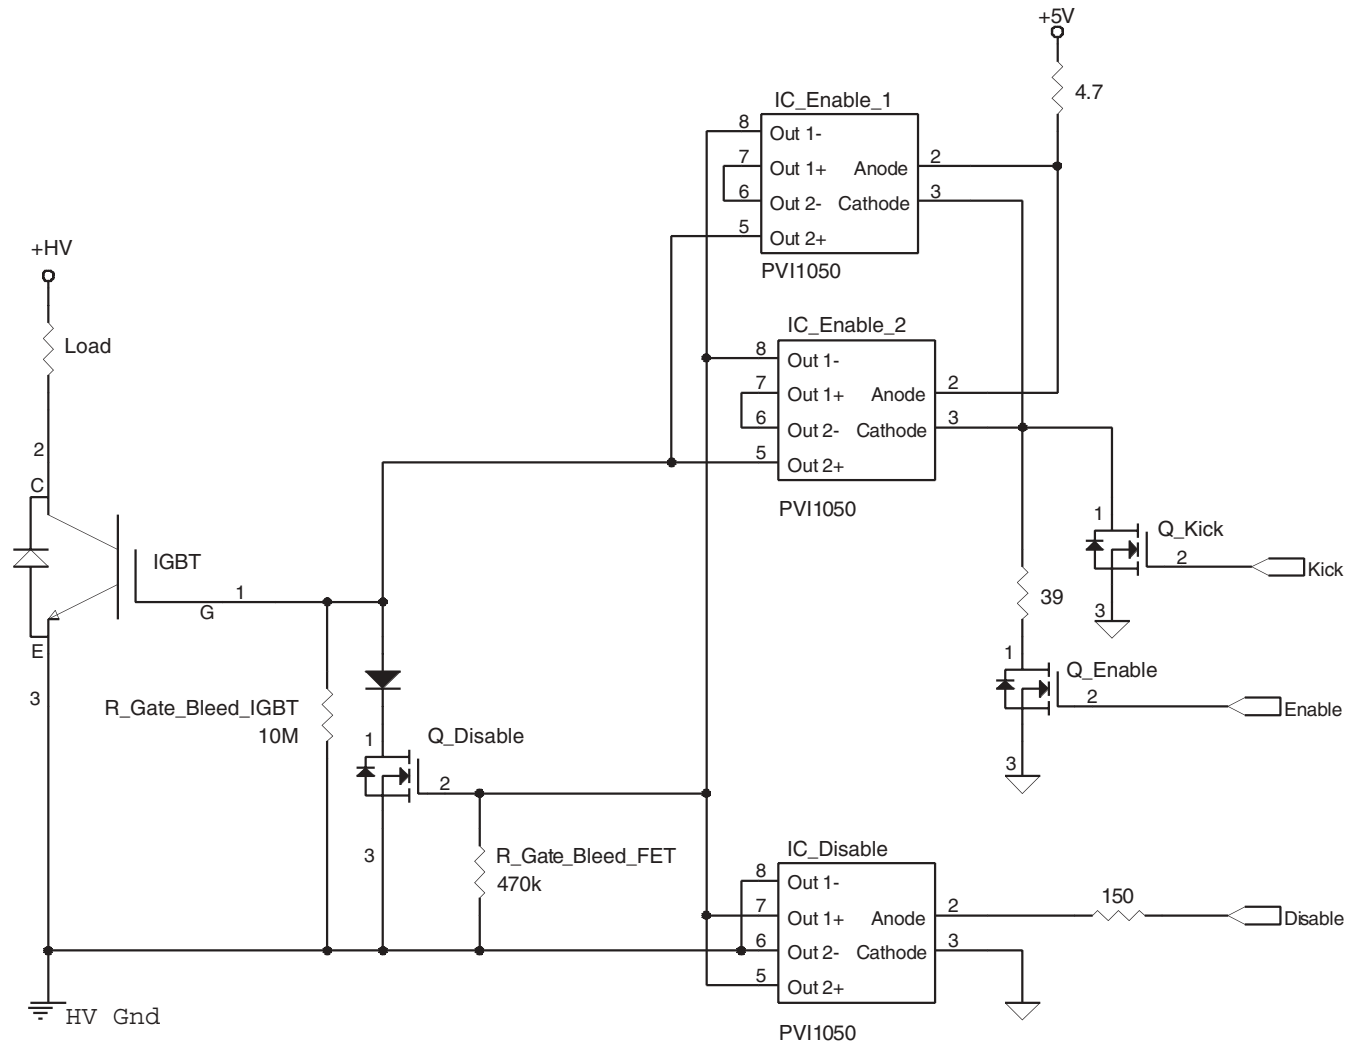 +5V
4.7
IC_Enable_1
8 Out 1-
7 Out 1+ Anode 2
6 Out 2- Cathode 3
5 Out 2+
PVI1050
+HV
Load
IC_Enable_2
8 Out 1-
7 Out 1+ Anode 2
6 Out 2- Cathode 3
5 Out 2+
PVI1050
2
C
IGBT
1
G
E
3
1
Q_Kick
2
Kick
3
39
1
Q_Enable
2
Enable
3
R_Gate_Bleed_IGBT
10M
1
Q_Disable
2
3
R_Gate_Bleed_FET
470k
IC_Disable
8 Out 1-
7 Out 1+ Anode 2
6 Out 2- Cathode 3
5 Out 2+
PVI1050
150
Disable
HV Gnd